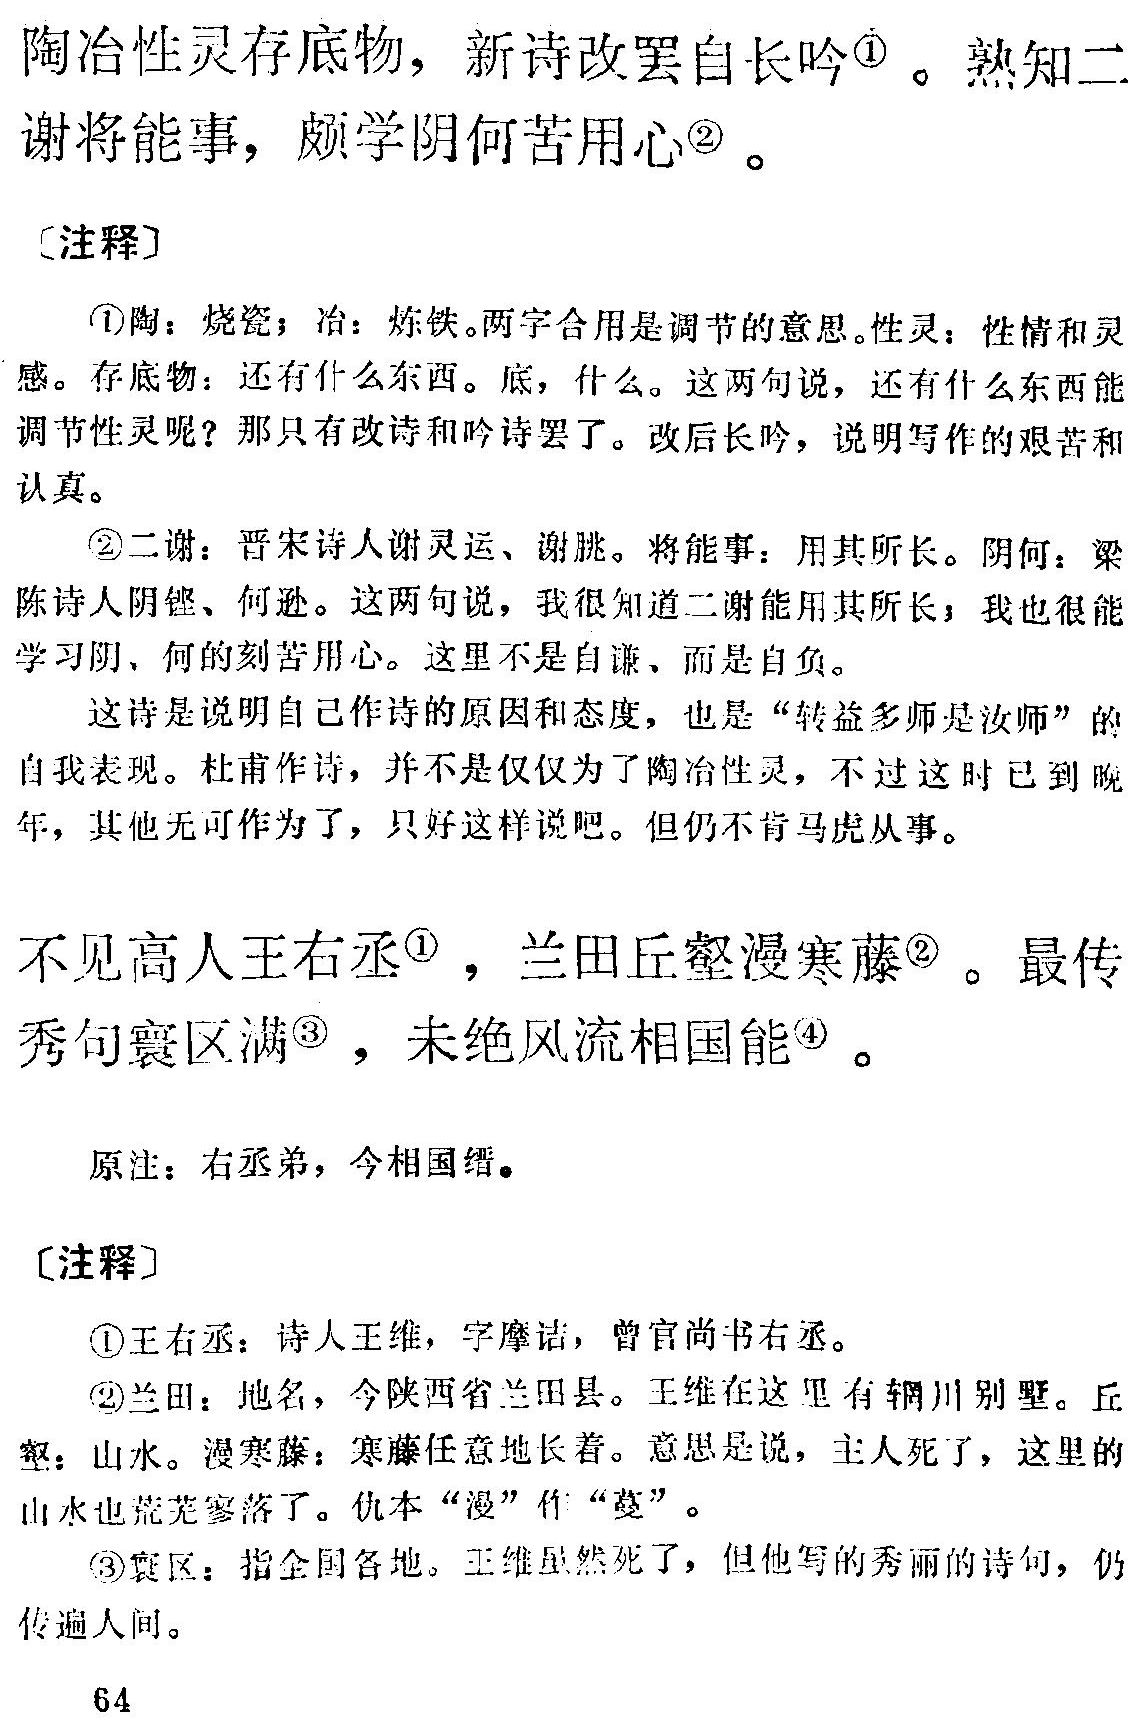 陶冶性灵存底物，新诗改罢自长吟①。熟知二
谢将能事，颇学阴何苦用心②。
〔注释〕
①陶：烧瓷；冶：炼铁。两字合用是调节的意思。性灵：性情和灵
感。存底物：还有什么东西。底，什么。这两句说，还有什么东西能
调节性灵呢？那只有改诗和吟诗罢了。改后长吟，说明写作的艰苦和
认真。
②二谢：晋宋诗人谢灵运、谢朓。将能事：用其所长。阴何：梁
陈诗人阴铿、何逊。这两句说，我很知道二谢能用其所长；我也很能
学习阴、何的刻苦用心。这里不是自谦、而是自负。
这诗是说明自己作诗的原因和态度，也是“转益多师是汝师”的
自我表现。杜甫作诗，并不是仅仅为了陶冶性灵，不过这时已到晚
年，其他无可作为了，只好这样说吧。但仍不肯马虎从事。
不见高人王右丞①，兰田丘壑漫寒藤②。最传
秀句寰区满③，未绝风流相国能④。
原注：右丞弟，今相国缙。
〔注释〕
①王右丞：诗人王维，字摩诘，曾官尚书右丞。
②兰田：地名，今陕西省兰田县。王维在这里有辋川别墅。丘
壑：山水。漫寒藤：寒藤任意地长着。意思是说，主人死了，这里的
山水也荒芜寥落了。仇本“漫”作“蔓”。
③寰区：指全国各地。王维虽然死了，但他写的秀丽的诗句，仍
传遍人间。
64